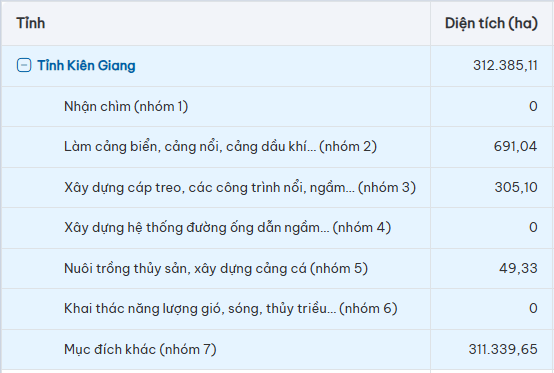 Tỉnh Diện tích (ha)
Tỉnh Kiên Giang 312.385,11
Nhận chìm (nhóm 1) 0
Làm cảng biển, cảng nổi, cảng dầu khí... (nhóm 2) 691,04
Xây dựng cáp treo, các công trình nổi, ngầm... (nhóm 3) 305,10
Xây dựng hệ thống đường ống dẫn ngầm... (nhóm 4) 0
Nuôi trồng thủy sản, xây dựng cảng cá (nhóm 5) 49,33
Khai thác năng lượng gió, sóng, thủy triều... (nhóm 6) 0
Mục đích khác (nhóm 7) 311.339,65